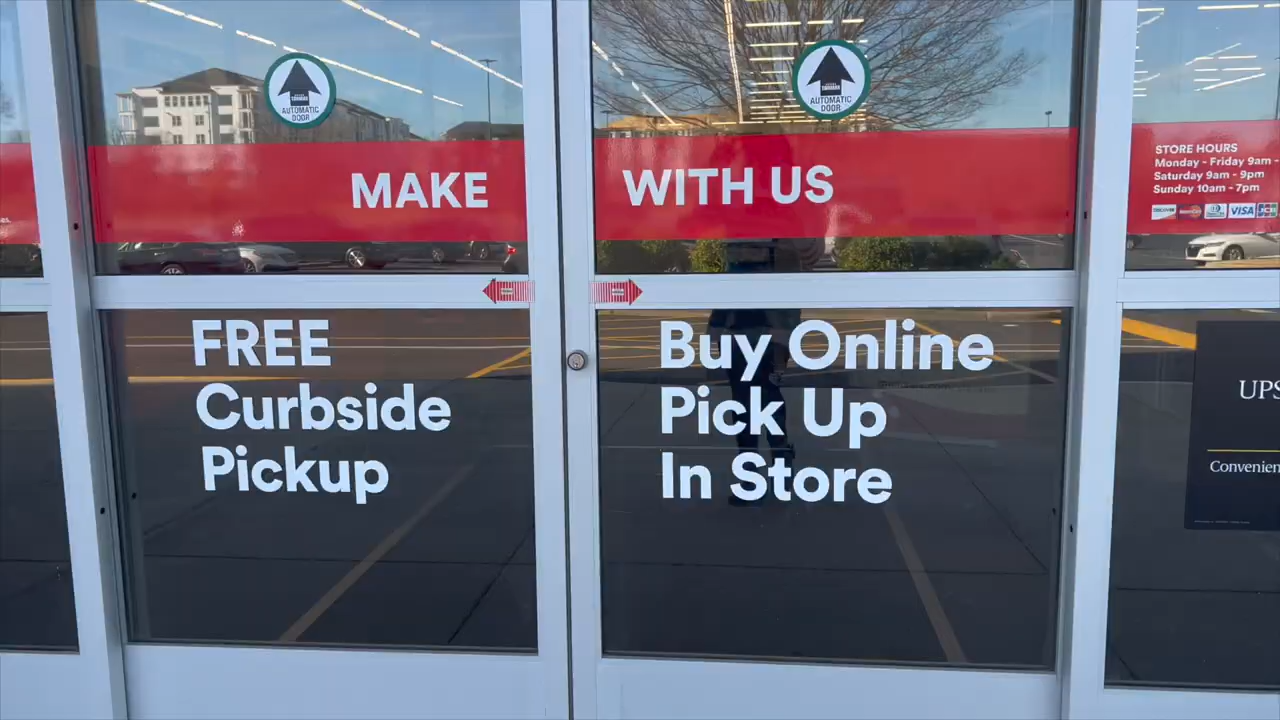 AUTOMATIC
DOOR
AUTOMATIC
DOOR
MAKE
WITH US
STORE HOURS
Monday - Friday 9am -
Saturday 9am - 9pm
Sunday 10am - 7pm
DISCOVER
VISA
FREE
Curbside
Pickup
Buy Online
Pick Up
In Store
UPS
Convenien